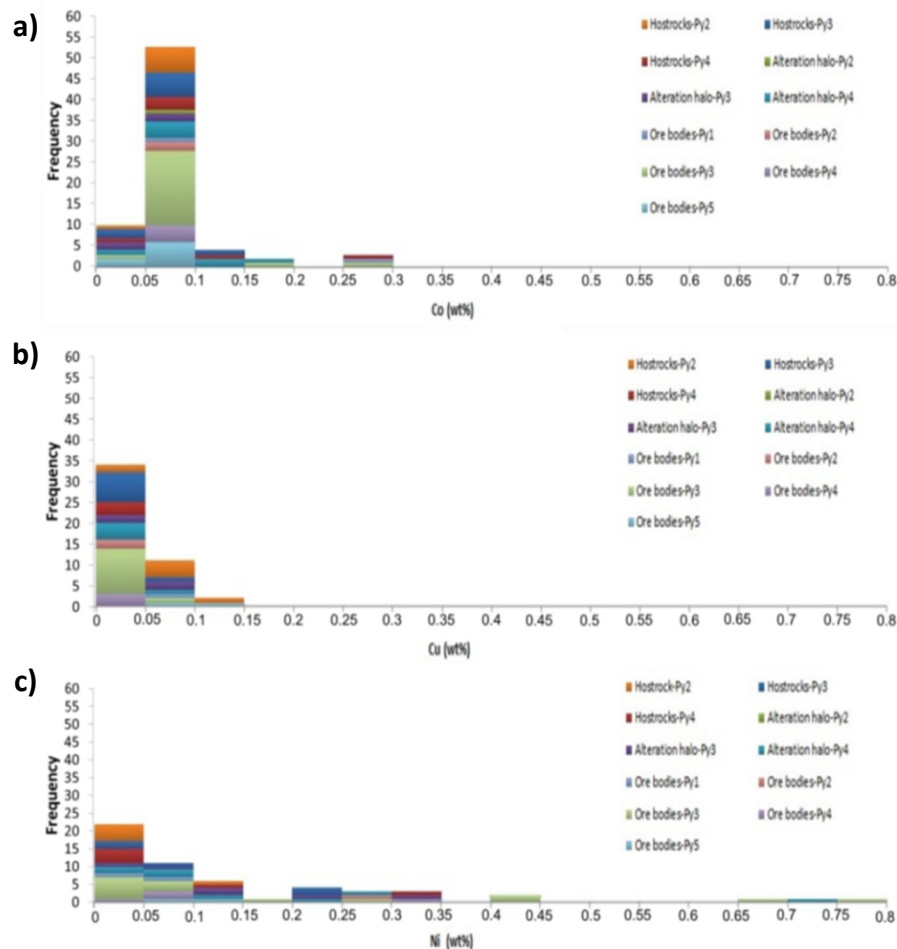 a)
60
55
50
45
40
35
30
25
20
15
10
5
0
Frequency
0 0.05 0.1 0.15 0.2 0.25 0.3 0.35 0.4 0.45 0.5 0.55 0.6 0.65 0.7 0.75 0.8
Co (wt%)
Hostrocks-Py2 Hostrocks-Py3
Hostrocks-Py4 Alteration halo-Py2
Alteration halo-Py3 Alteration halo-Py4
Ore bodies-Py1 Ore bodies-Py2
Ore bodies-Py3 Ore bodies-Py4
Ore bodies-Py5
b)
60
55
50
45
40
35
30
25
20
15
10
5
0
Frequency
0 0.05 0.1 0.15 0.2 0.25 0.3 0.35 0.4 0.45 0.5 0.55 0.6 0.65 0.7 0.75 0.8
Cu (wt%)
Hostrocks-Py2 Hostrocks-Py3
Hostrocks-Py4 Alteration halo-Py2
Alteration halo-Py3 Alteration halo-Py4
Ore bodies-Py1 Ore bodies-Py2
Ore bodies-Py3 Ore bodies-Py4
Ore bodies-Py5
c)
60
55
50
45
40
35
30
25
20
15
10
5
0
Frequency
0 0.05 0.1 0.15 0.2 0.25 0.3 0.35 0.4 0.45 0.5 0.55 0.6 0.65 0.7 0.75 0.8
Ni (wt%)
Hostrock-Py2 Hostrocks-Py3
Hostrocks-Py4 Alteration halo-Py2
Alteration halo-Py3 Alteration halo-Py4
Ore bodies-Py1 Ore bodies-Py2
Ore bodies-Py3 Ore bodies-Py4
Ore bodies-Py5